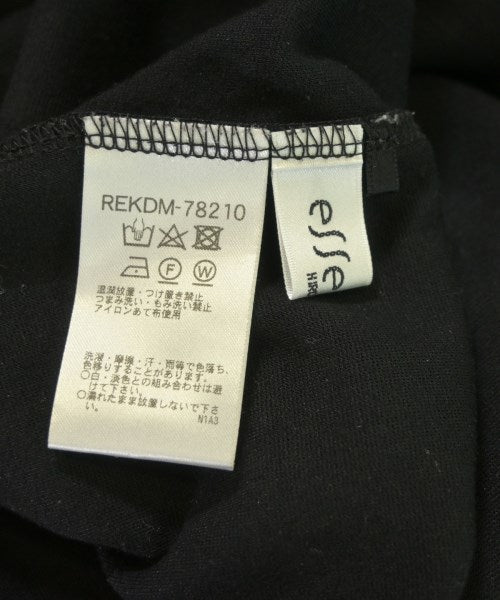 REKDM-78210
F W
湿潤放置・つけ置き禁止
つまみ洗い・もみ洗い禁止
アイロンあて布使用
洗濯・摩擦・汗・雨等で色落ち、
色移りすることがあります。
〇白・淡色との組み合わせは避
けて下さい。
〇濡れたまま放置しないで下さ
い。
N1A3
esse